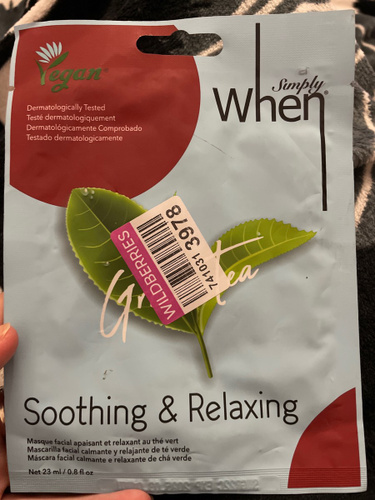 Vegan
Dermatologically Tested
Testé dermatologiquement
Dermatológicamente Comprobado
Testado dermatologicamente
Simply
When®
WILDBERRIES
741031 3978
tea
Soothing & Relaxing
Masque facial apaisant et relaxant au thé vert
Mascarilla facial calmante y relajante de té verde
Máscara facial calmante e relaxante de chá verde
Net 23 ml / 0.8 fl oz